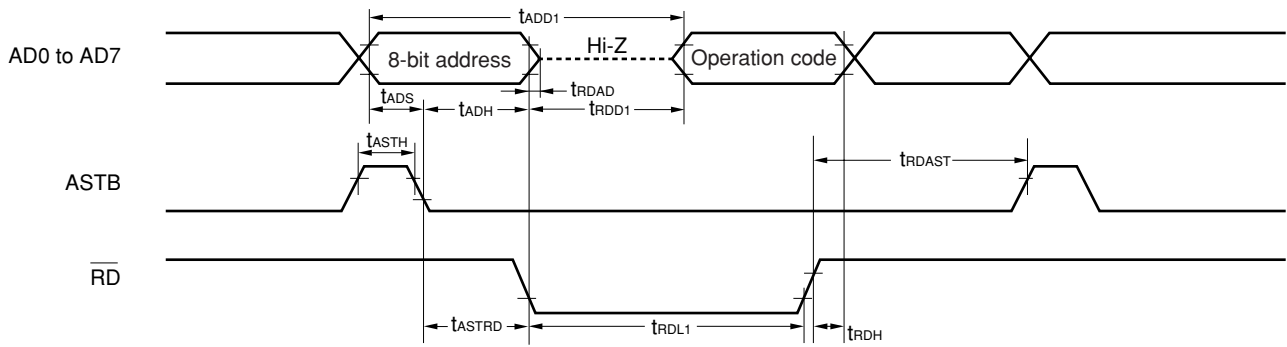 tADD1
AD0 to AD7
8-bit address
Hi-Z
Operation code
tADS
tADH
tRDAD
tRDD1
tASTH
tRDAST
ASTB
RD
tASTRD
tRDL1
tRDH